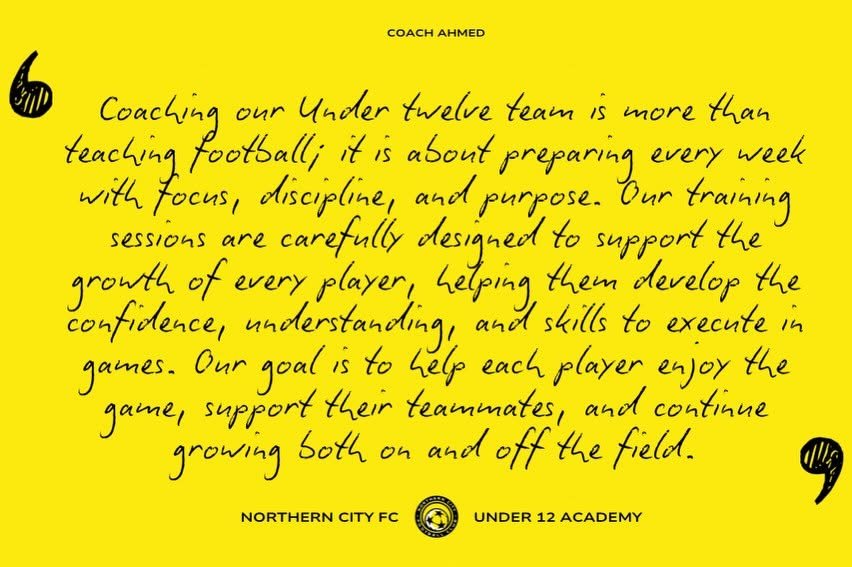 COACH AHMED
Coaching our Under twelve team is more than
teaching football; it is about preparing every week
with focus, discipline, and purpose. Our training
sessions are carefully designed to support the
growth of every player, helping them develop the
confidence, understanding, and skills to execute in
games. Our goal is to help each player enjoy the
game, support their teammates, and continue
growing both on and off the field.
NORTHERN CITY FC UNDER 12 ACADEMY
NORTHERN CITY
FOOTBALL CLUB